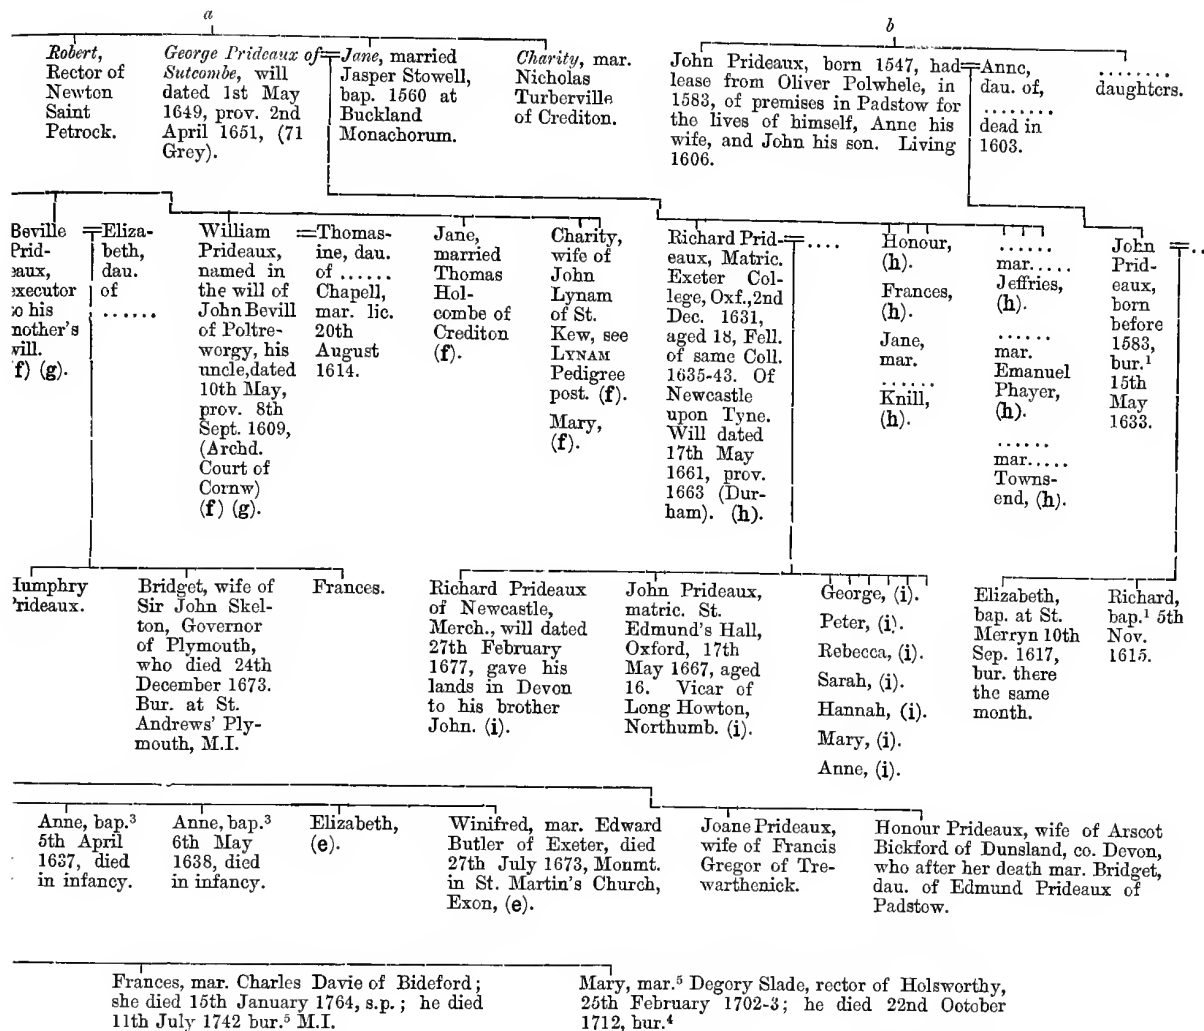 a
b
Robert,
Rector of
Newton
Saint
Petrock.
George Prideaux of
Sutcombe, will
dated 1st May
1649, prov. 2nd
April 1651, (71
Grey).
Jane, married
Jasper Stowell,
bap. 1560 at
Buckland
Monachorum.
Charity, mar.
Nicholas
Turberville
of Crediton.
John Prideaux, born 1547, had
lease from Oliver Polwhele, in
1583, of premises in Padstow for
the lives of himself, Anne his
wife, and John his son. Living
1606.
Anne,
dau. of,
........
dead in
1603.
........
daughters.
Beville
Prid-
eaux,
executor
to his
mother's
will.
(f) (g).
Eliza-
beth,
dau.
of
......
William
Prideaux,
named in
the will of
John Bevill
of Poltre-
worgy, his
uncle, dated
10th May,
prov. 8th
Sept. 1609,
(Archd.
Court of
Cornw)
(f) (g).
Thomas-
ine, dau.
of ......
Chapell,
mar. lic.
20th
August
1614.
Jane,
married
Thomas
Hol-
combe of
Crediton
(f).
Charity,
wife of
John
Lynam
of St.
Kew, see
LYNAM
Pedigree
post. (f).
Mary,
(f).
Richard Prid-
eaux, Matric.
Exeter Col-
lege, Oxf., 2nd
Dec. 1631,
aged 18, Fell.
of same Coll.
1635-43. Of
Newcastle
upon Tyne.
Will dated
17th May
1661, prov.
1663 (Dur-
ham). (h).
....
Honour,
(h).
Frances,
(h).
Jane,
mar.
......
Knill,
(h).
......
mar.....
Jeffries,
(h).
......
mar.
Emanuel
Phayer,
(h).
......
mar.....
Towns-
end, (h).
John
Prid-
eaux,
born
before
1583,
bur.¹
15th
May
1633.
..
Humphry
Prideaux.
Bridget, wife of
Sir John Skel-
ton, Governor
of Plymouth,
who died 24th
December 1673.
Bur. at St.
Andrews' Ply-
mouth, M.I.
Frances.
Richard Prideaux
of Newcastle,
Merch., will dated
27th February
1677, gave his
lands in Devon
to his brother
John. (i).
John Prideaux,
matric. St.
Edmund's Hall,
Oxford, 17th
May 1667, aged
16. Vicar of
Long Howton,
Northumb. (i).
George, (i).
Peter, (i).
Rebecca, (i).
Sarah, (i).
Hannah, (i).
Mary, (i).
Anne, (i).
Elizabeth,
bap. at St.
Merryn 10th
Sep. 1617,
bur. there
the same
month.
Richard,
bap.¹ 5th
Nov.
1615.
Anne, bap.³
5th April
1637, died
in infancy.
Anne, bap.³
6th May
1638, died
in infancy.
Elizabeth,
(e).
Winifred, mar. Edward
Butler of Exeter, died
27th July 1673, Monmt.
in St. Martin's Church,
Exon, (e).
Joane Prideaux,
wife of Francis
Gregor of Tre-
warthenick.
Honour Prideaux, wife of Arscot
Bickford of Dunsland, co. Devon,
who after her death mar. Bridget,
dau. of Edmund Prideaux of
Padstow.
Frances, mar. Charles Davie of Bideford;
she died 15th January 1764, s.p.; he died
11th July 1742 bur.⁵ M.I.
Mary, mar.⁵ Degory Slade, rector of Holsworthy,
25th February 1702-3; he died 22nd October
1712, bur.⁴